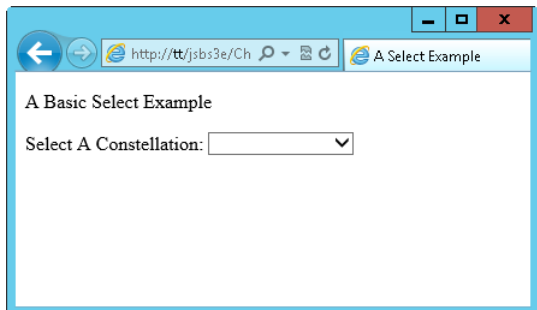 http://tt/jsbs3e/Ch
A Select Example
A Basic Select Example
Select A Constellation: